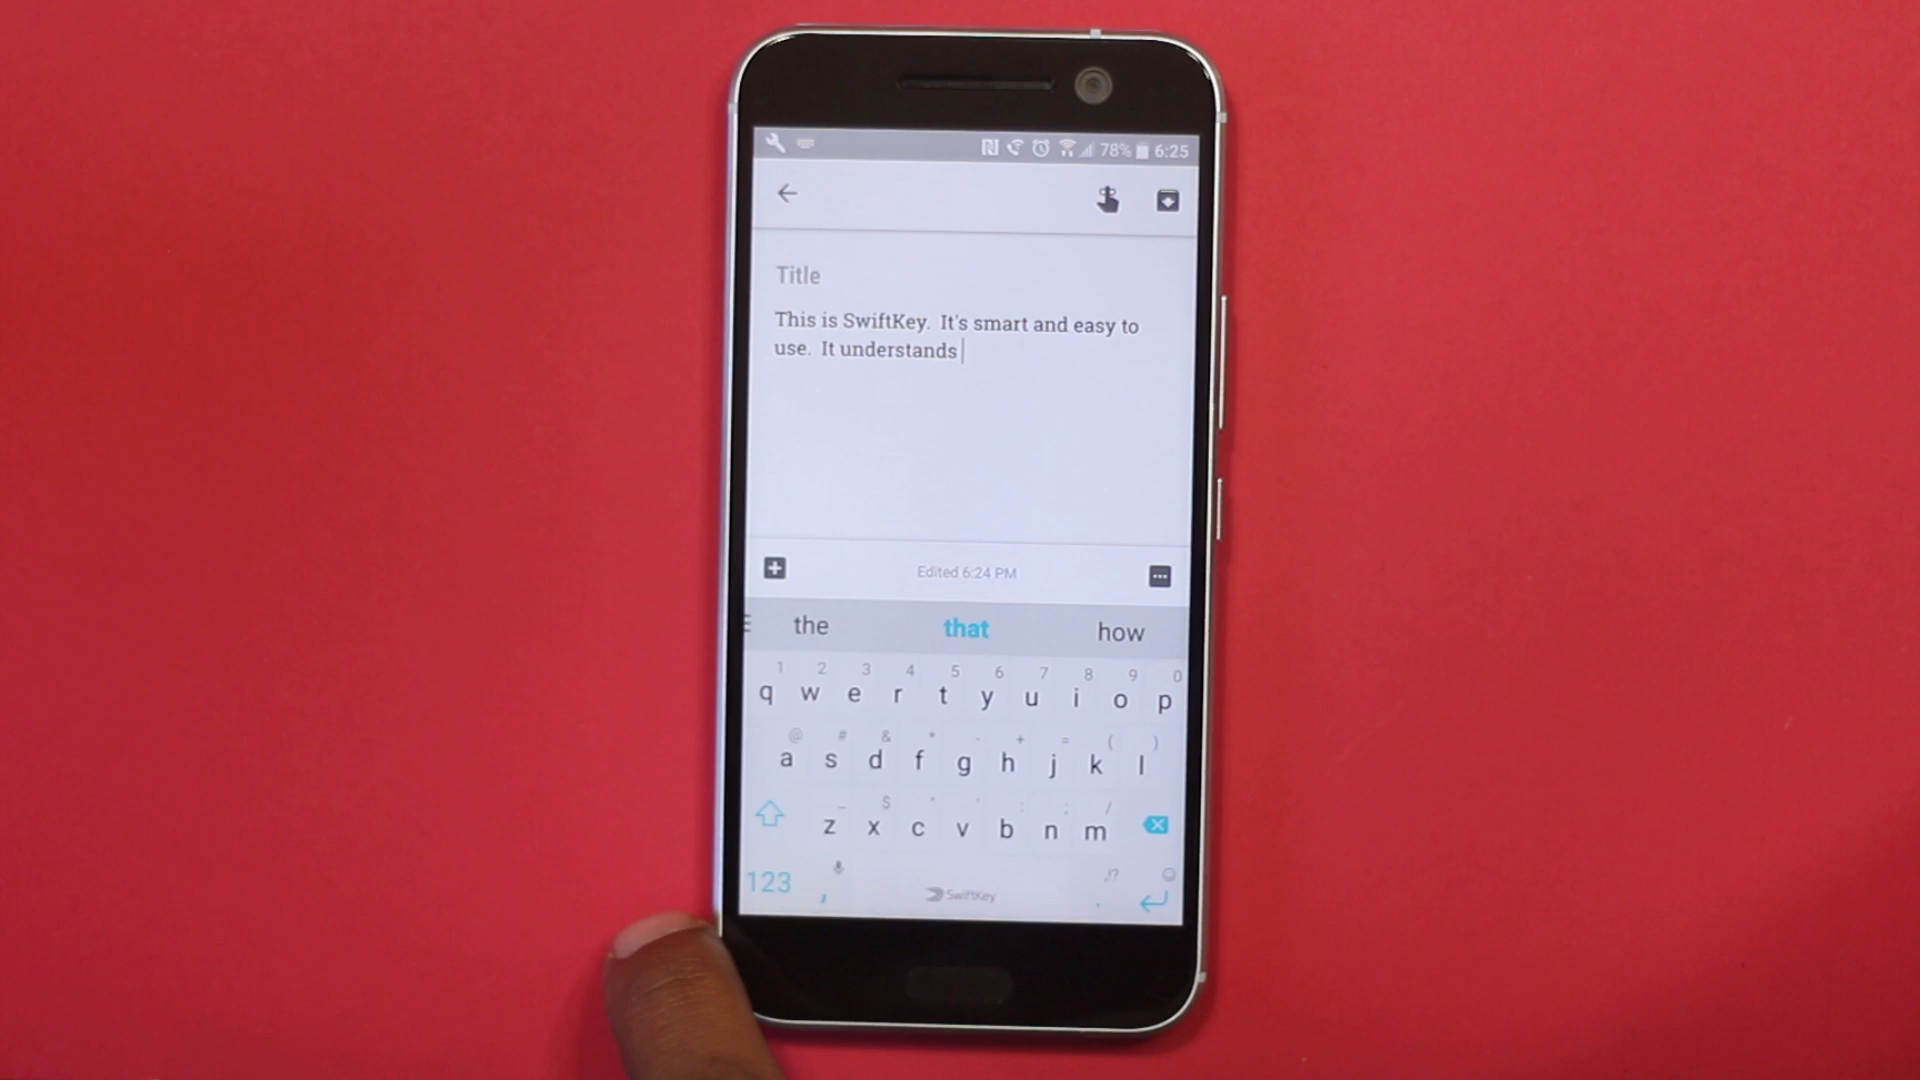 78% 6:25
Title
This is SwiftKey. It's smart and easy to
use. It understands
Edited 6:24 PM
the that how
1 2 3 4 5 6 7 8 9 0
q w e r t y u i o p
@ # & * - + = ( )
a s d f g h j k l
_ $ " ' : ; /
z x c v b n m
123 , SwiftKey .